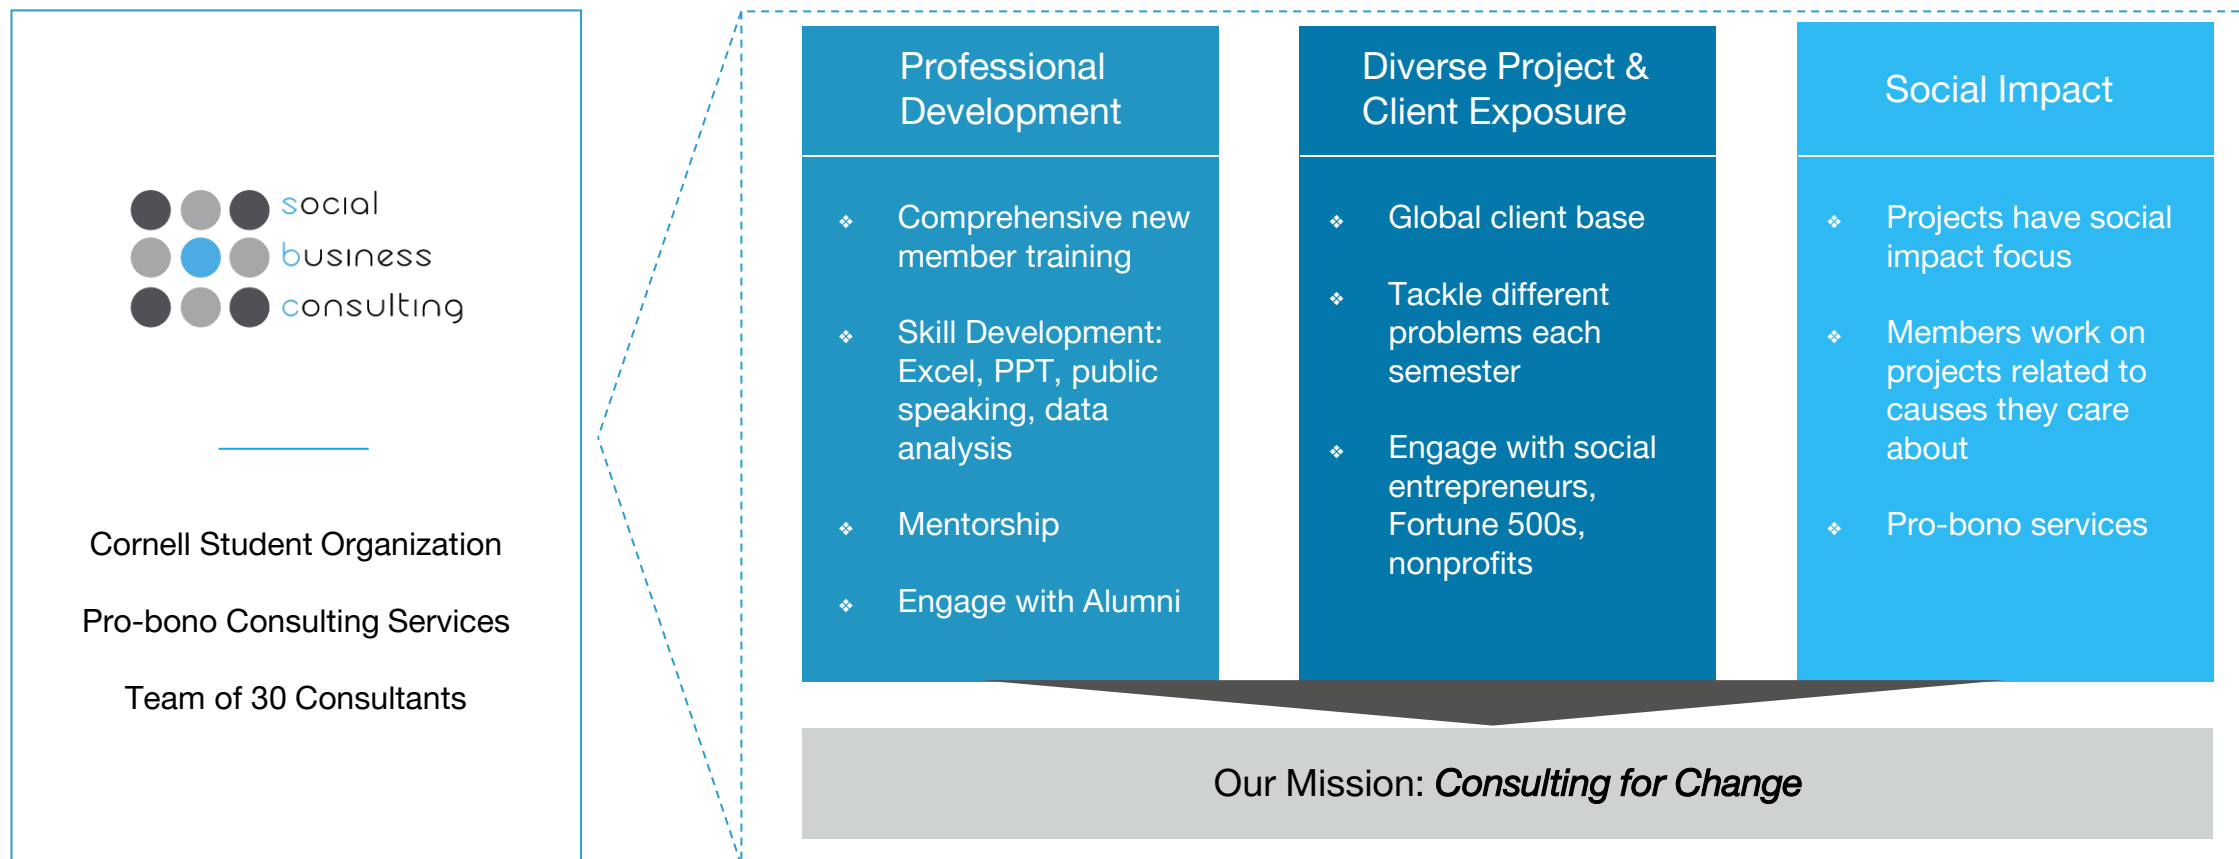 social
business
consulting
Cornell Student Organization
Pro-bono Consulting Services
Team of 30 Consultants
Professional
Development
❖ Comprehensive new
member training
❖ Skill Development:
Excel, PPT, public
speaking, data
analysis
❖ Mentorship
❖ Engage with Alumni
Diverse Project &
Client Exposure
❖ Global client base
❖ Tackle different
problems each
semester
❖ Engage with social
entrepreneurs,
Fortune 500s,
nonprofits
Social Impact
❖ Projects have social
impact focus
❖ Members work on
projects related to
causes they care
about
❖ Pro-bono services
Our Mission: Consulting for Change